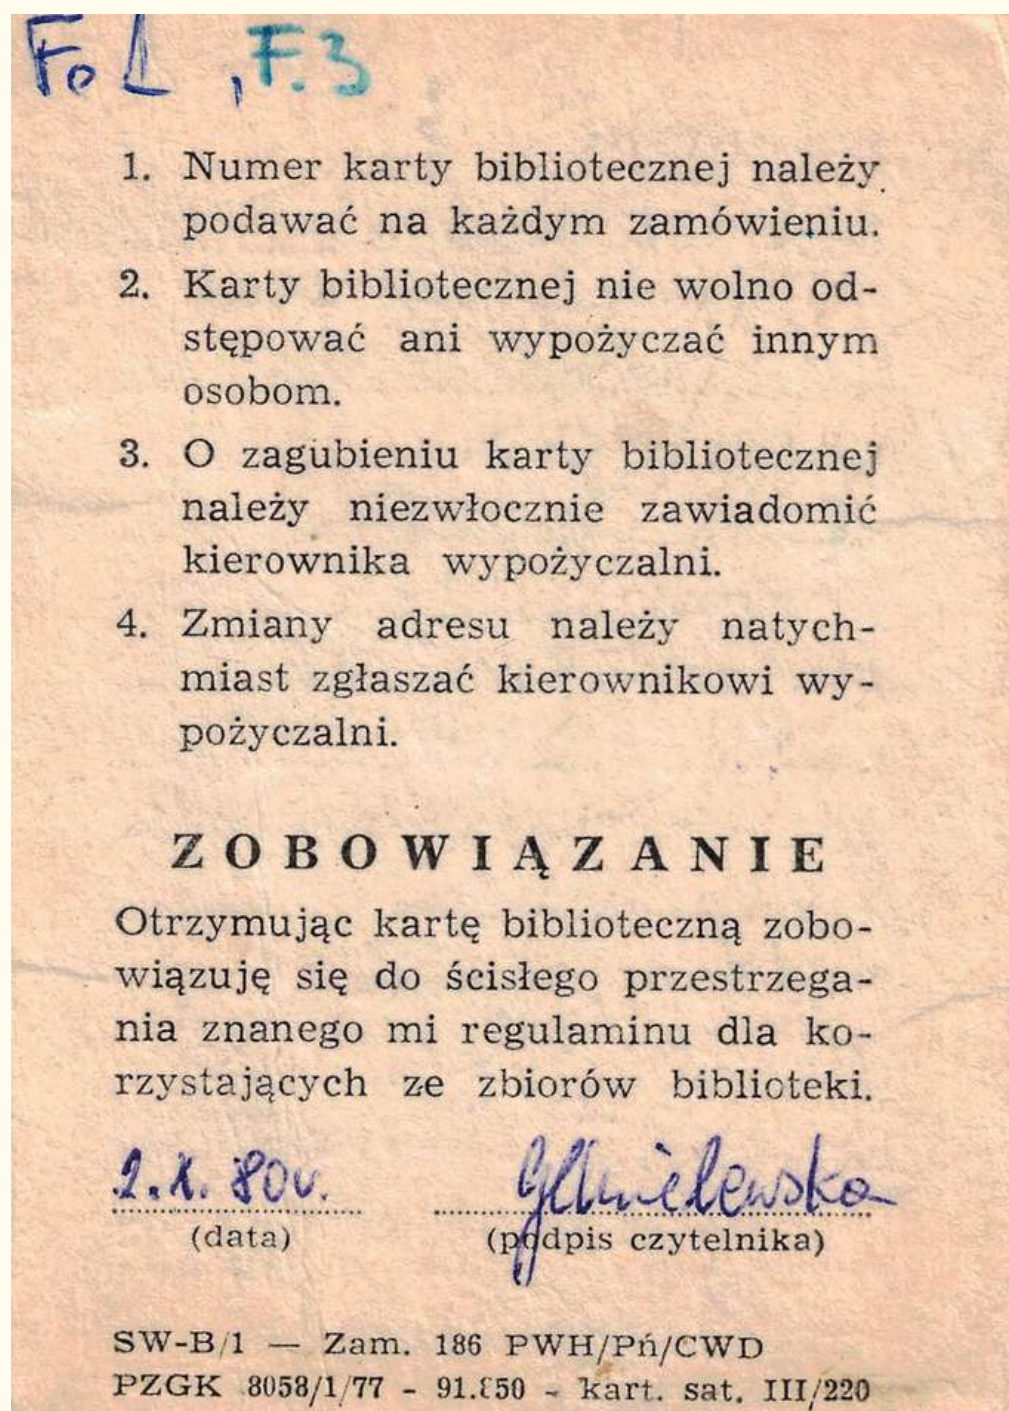 Fo 1, F.3
1. Numer karty bibliotecznej należy
podawać na każdym zamówieniu.
2. Karty bibliotecznej nie wolno od-
stępować ani wypożyczać innym
osobom.
3. O zagubieniu karty bibliotecznej
należy niezwłocznie zawiadomić
kierownika wypożyczalni.
4. Zmiany adresu należy natych-
miast zgłaszać kierownikowi wy-
pożyczalni.
ZOBOWIĄZANIE
Otrzymując kartę biblioteczną zobo-
wiązuję się do ścisłego przestrzega-
nia znanego mi regulaminu dla ko-
rzystających ze zbiorów biblioteki.
2.X.80r.
(data) (podpis czytelnika)
SW-B/1 — Zam. 186 PWH/Pń/CWD
PZGK 8058/1/77 - 91.850 - kart. sat. III/220